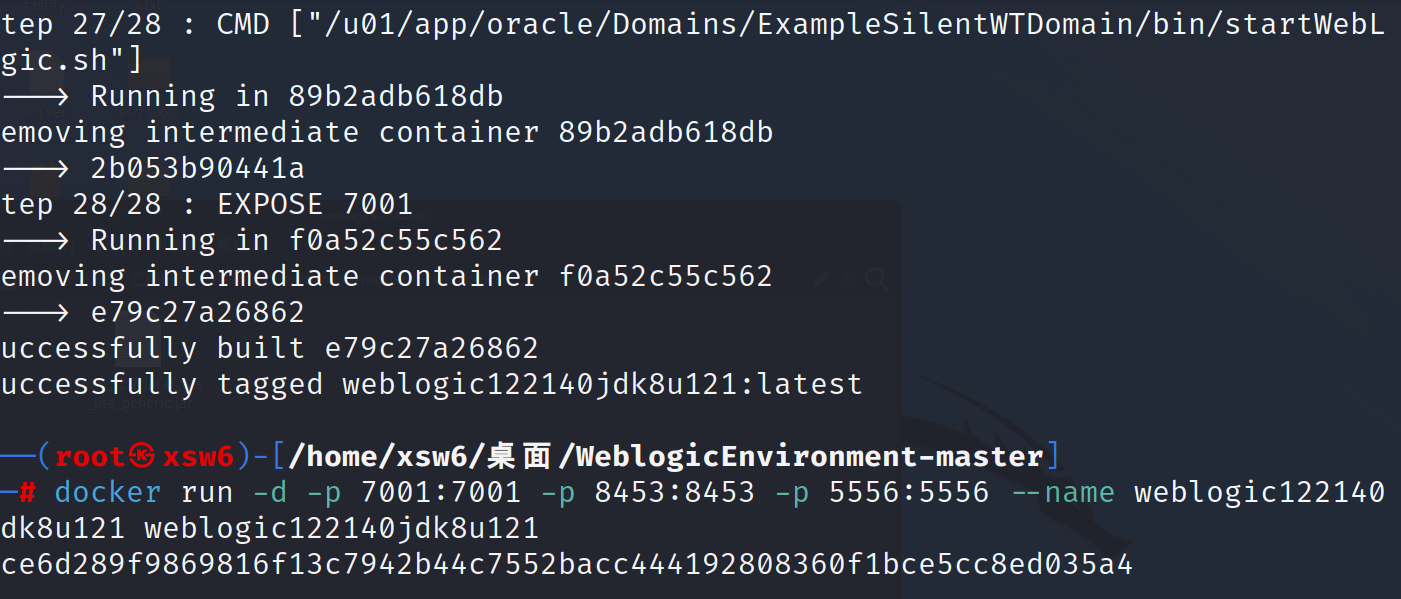 tep 27/28 : CMD ["/u01/app/oracle/Domains/ExampleSilentWTDomain/bin/startWebL
gic.sh"]
---> Running in 89b2adb618db
emoving intermediate container 89b2adb618db
---> 2b053b90441a
tep 28/28 : EXPOSE 7001
---> Running in f0a52c55c562
emoving intermediate container f0a52c55c562
---> e79c27a26862
uccessfully built e79c27a26862
uccessfully tagged weblogic122140jdk8u121:latest
──(root㉿xsw6)-[/home/xsw6/桌面/WeblogicEnvironment-master]
─# docker run -d -p 7001:7001 -p 8453:8453 -p 5556:5556 --name weblogic122140
dk8u121 weblogic122140jdk8u121
ce6d289f9869816f13c7942b44c7552bacc444192808360f1bce5cc8ed035a4